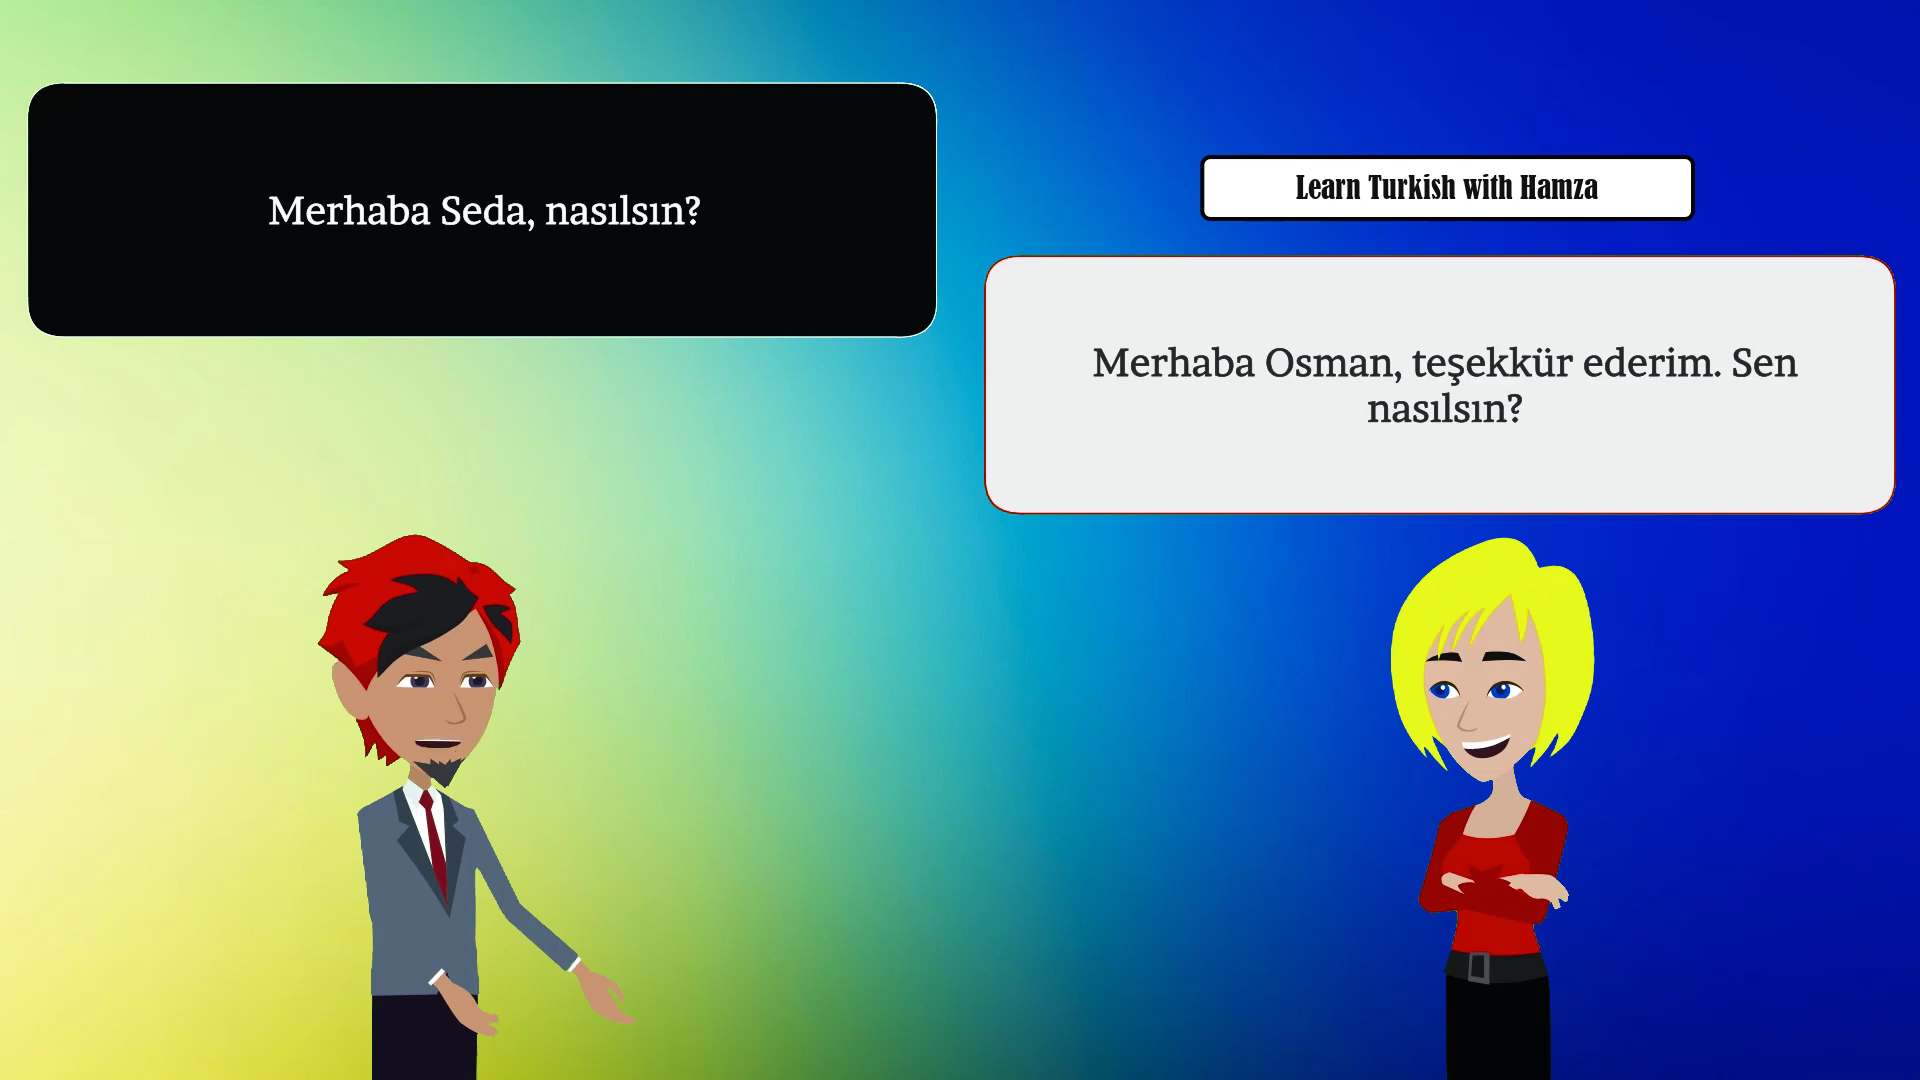 Merhaba Seda, nasılsın?
Learn Turkish with Hamza
Merhaba Osman, teşekkür ederim. Sen
nasılsın?